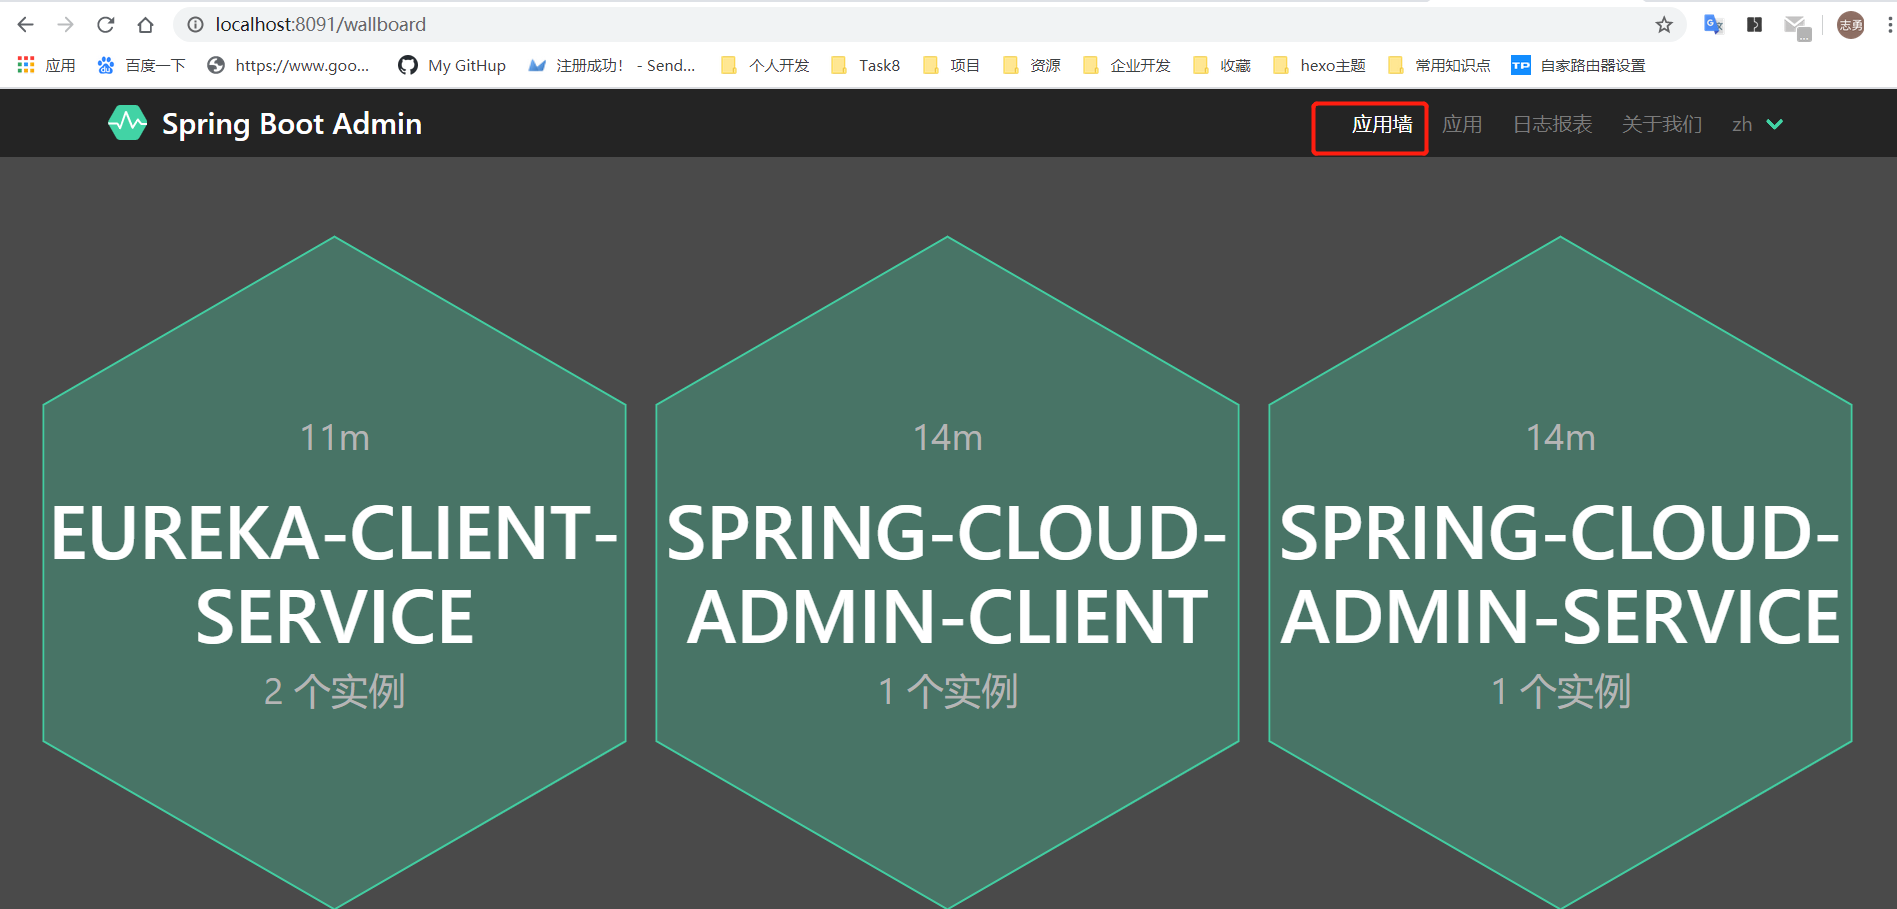 localhost:8091/wallboard
志勇
应用 百度一下 https://www.goo... My GitHup 注册成功! - Send... 个人开发 Task8 项目 资源 企业开发 收藏 hexo主题 常用知识点 TP 自家路由器设置
Spring Boot Admin 应用墙 应用 日志报表 关于我们 zh
11m
EUREKA-CLIENT-
SERVICE
2 个实例
14m
SPRING-CLOUD-
ADMIN-CLIENT
1 个实例
14m
SPRING-CLOUD-
ADMIN-SERVICE
1 个实例